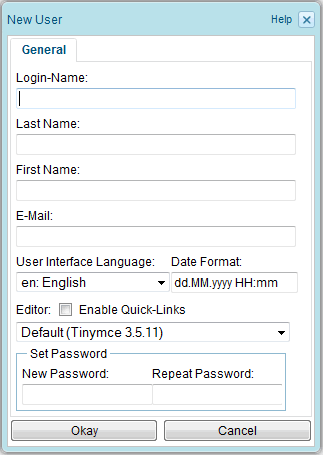 New User Help
General
Login-Name:
Last Name:
First Name:
E-Mail:
User Interface Language: Date Format:
en: English dd.MM.yyyy HH:mm
Editor: Enable Quick-Links
Default (Tinymce 3.5.11)
Set Password
New Password: Repeat Password:
Okay Cancel